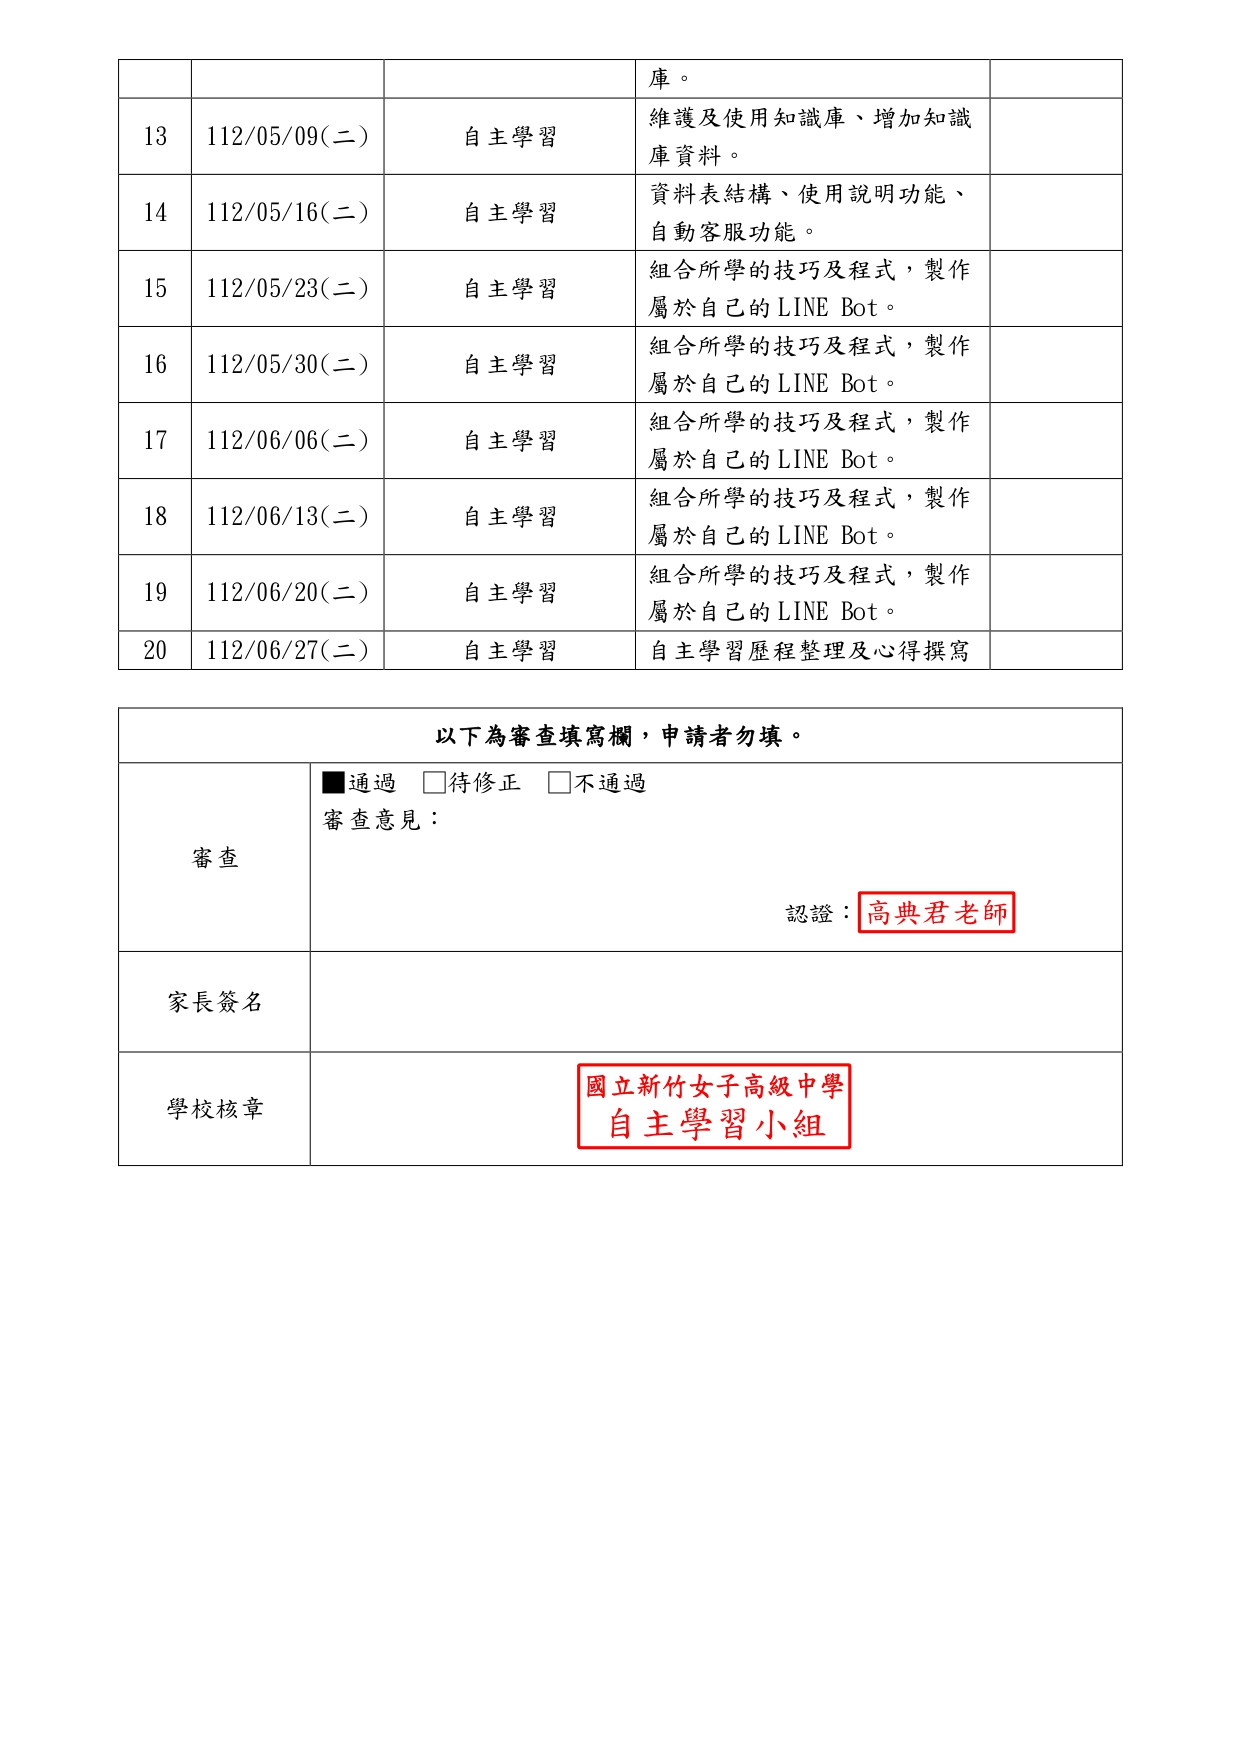 庫。
13 112/05/09(二) 自主學習 維護及使用知識庫、增加知識
庫資料。
14 112/05/16(二) 自主學習 資料表結構、使用說明功能、
自動客服功能。
15 112/05/23(二) 自主學習 組合所學的技巧及程式，製作
屬於自己的 LINE Bot。
16 112/05/30(二) 自主學習 組合所學的技巧及程式，製作
屬於自己的 LINE Bot。
17 112/06/06(二) 自主學習 組合所學的技巧及程式，製作
屬於自己的 LINE Bot。
18 112/06/13(二) 自主學習 組合所學的技巧及程式，製作
屬於自己的 LINE Bot。
19 112/06/20(二) 自主學習 組合所學的技巧及程式，製作
屬於自己的 LINE Bot。
20 112/06/27(二) 自主學習 自主學習歷程整理及心得撰寫
以下為審查填寫欄，申請者勿填。
審查
■通過 □待修正 □不通過
審查意見：
認證：高典君老師
家長簽名
學校核章
國立新竹女子高級中學
自主學習小組